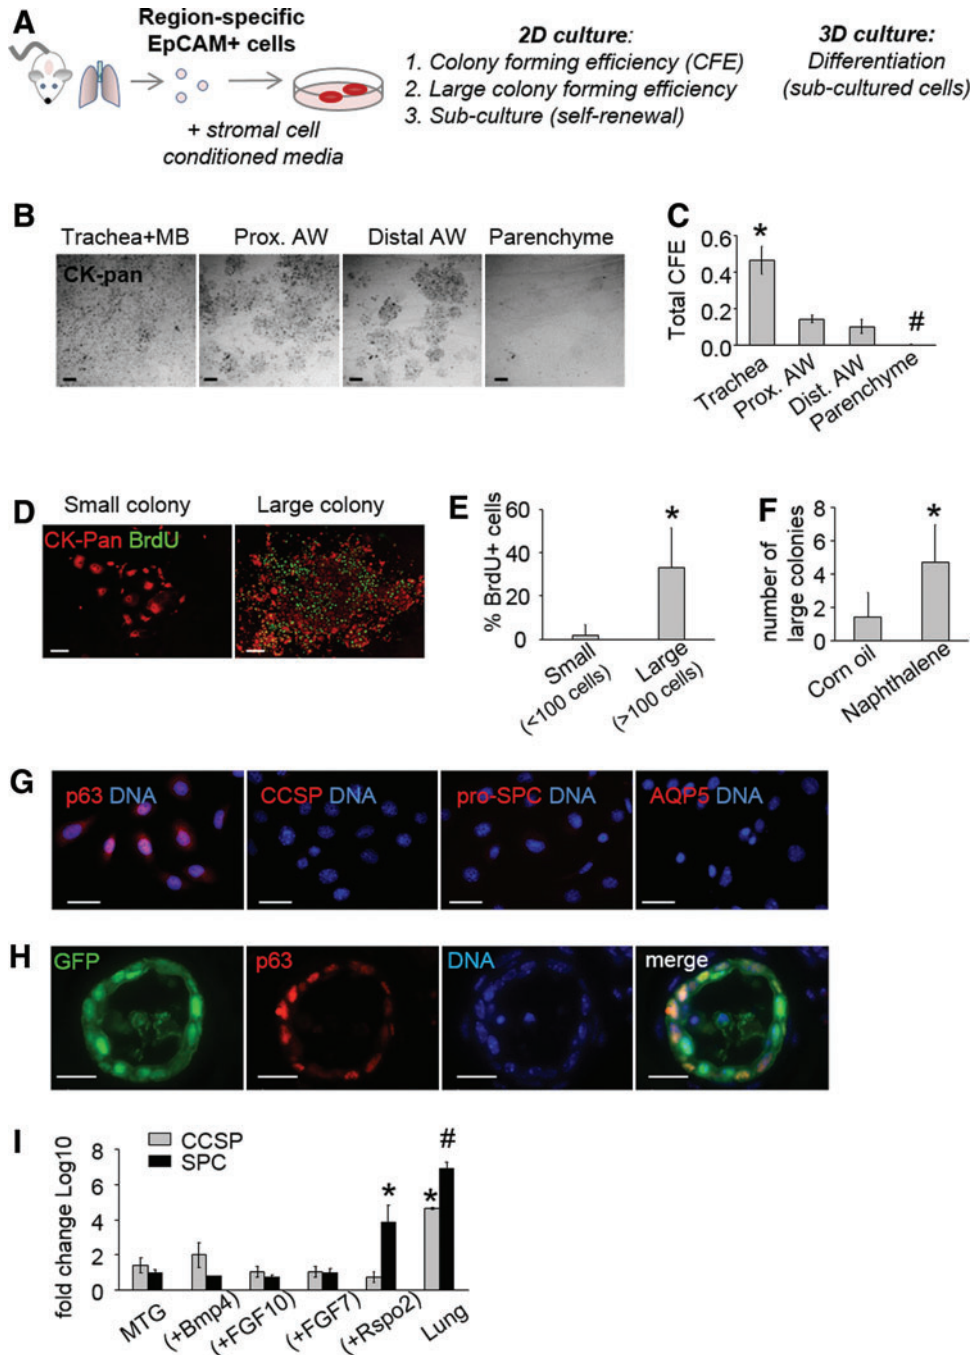 A
Region-specific
EpCAM+ cells
+ stromal cell
conditioned media
2D culture:
1. Colony forming efficiency (CFE)
2. Large colony forming efficiency
3. Sub-culture (self-renewal)
3D culture:
Differentiation
(sub-cultured cells)
B
Trachea+MB
Prox. AW
Distal AW
Parenchyme
CK-pan
C
Total CFE
0.6
0.4
0.2
0.0
*
#
Trachea
Prox. AW
Dist. AW
Parenchyme
D
Small colony
Large colony
CK-Pan BrdU
E
% BrdU+ cells
60
40
20
0
*
Small
(<100 cells)
Large
(>100 cells)
F
number of
large colonies
8
6
4
2
0
*
Corn oil
Naphthalene
G
p63 DNA
CCSP DNA
pro-SPC DNA
AQP5 DNA
H
GFP
p63
DNA
merge
I
fold change Log10
8
6
4
2
0
CCSP
SPC
*
*
#
MTG
(+Bmp4)
(+FGF10)
(+FGF7)
(+Rspo2)
Lung